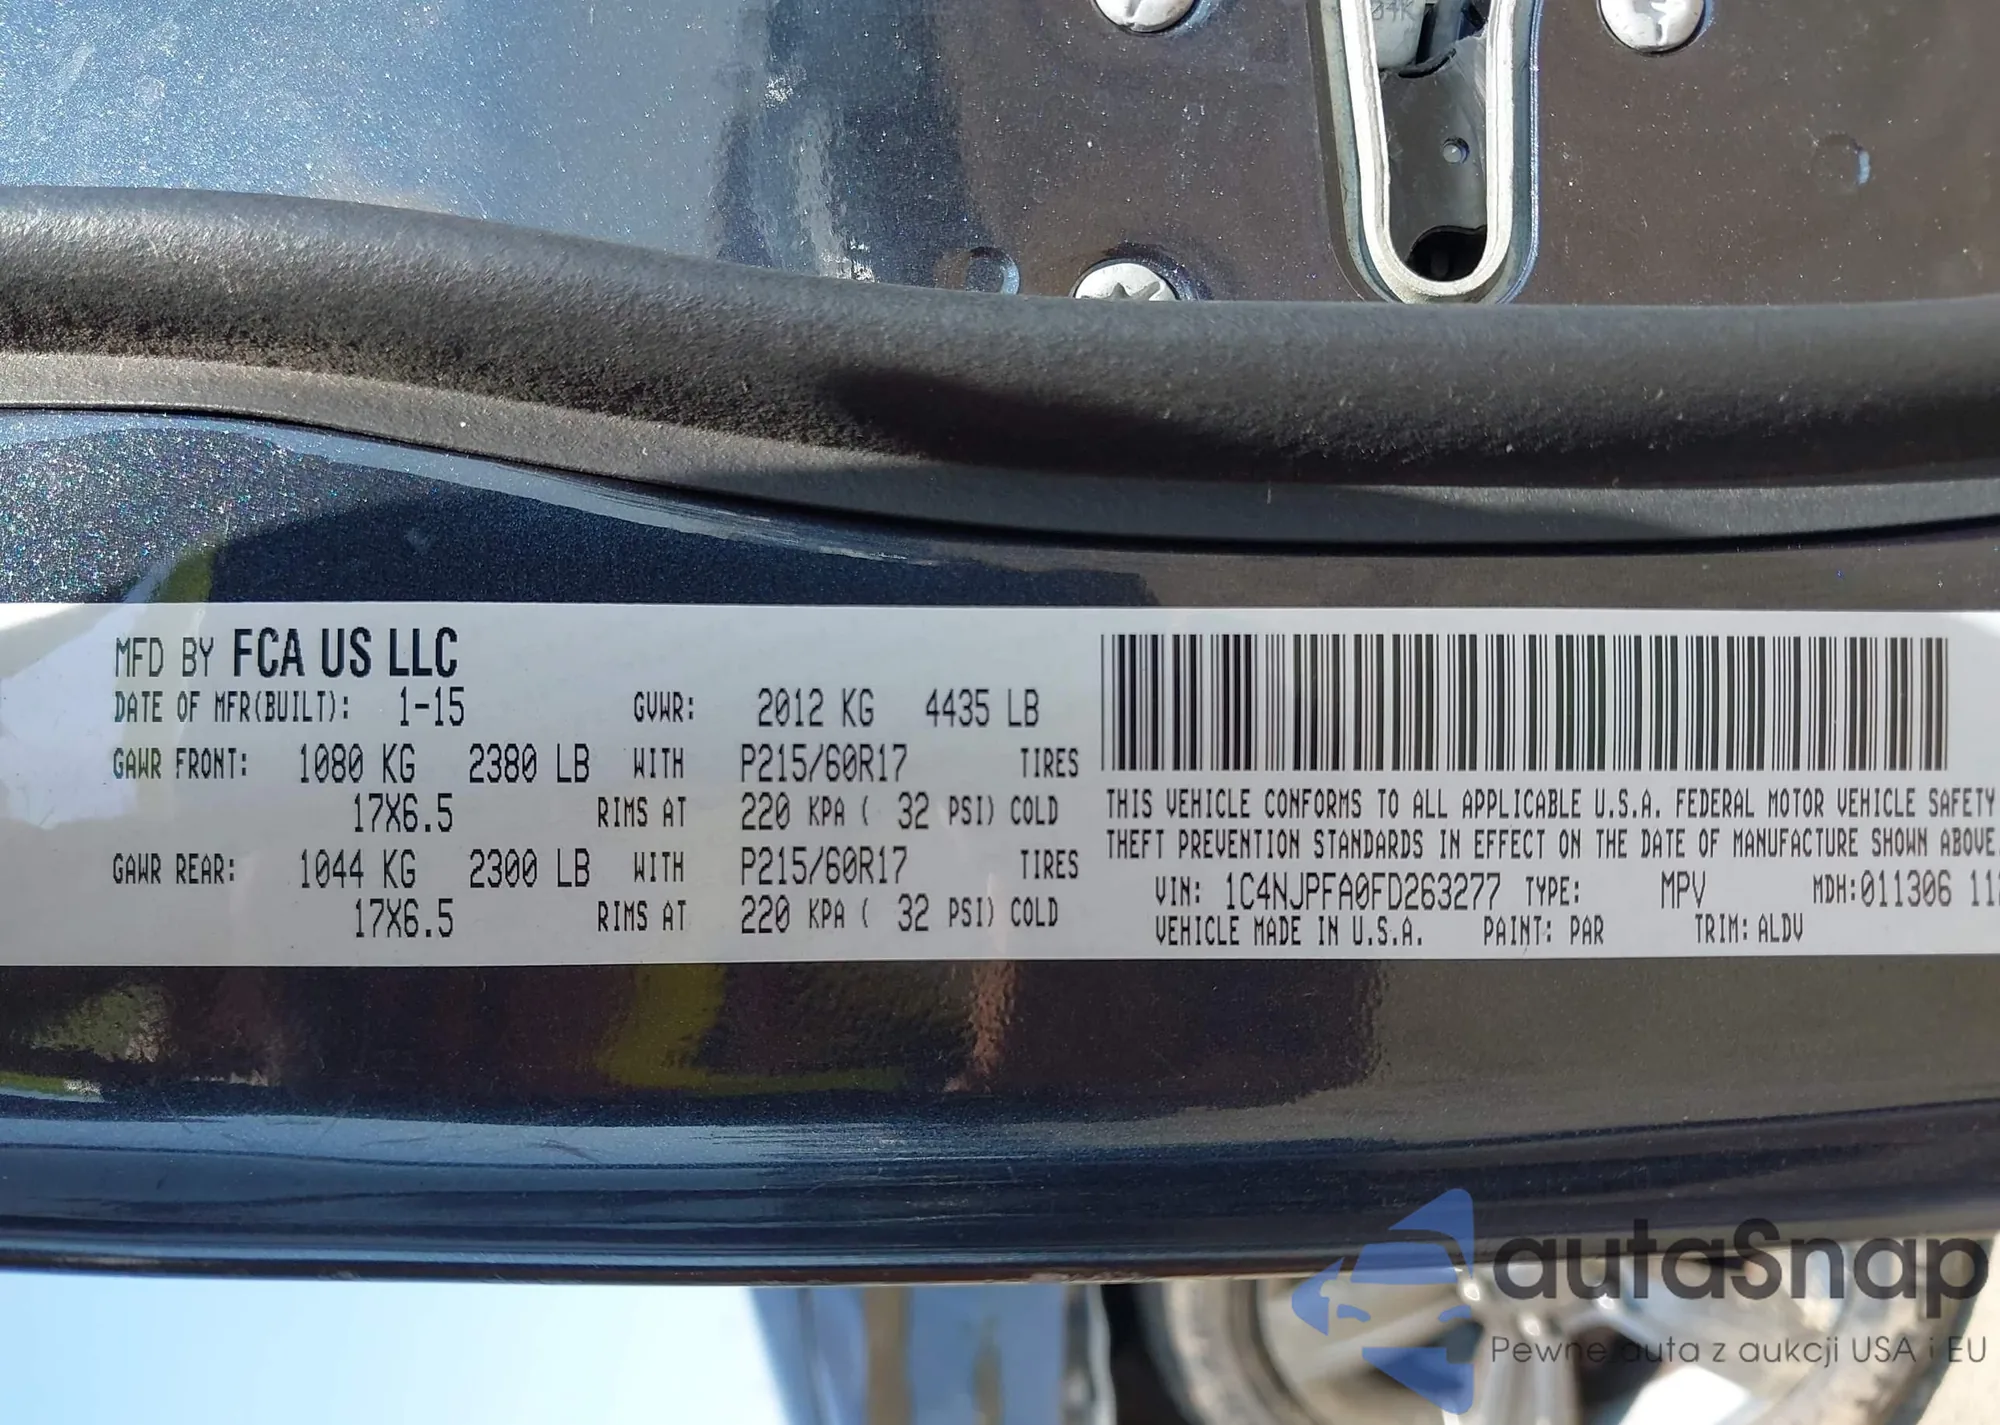 MFD BY FCA US LLC
DATE OF MFR(BUILT): 1-15 GVWR: 2012 KG 4435 LB
GAWR FRONT: 1080 KG 2380 LB WITH P215/60R17 TIRES
17X6.5 RIMS AT 220 KPA ( 32 PSI) COLD
GAWR REAR: 1044 KG 2300 LB WITH P215/60R17 TIRES
17X6.5 RIMS AT 220 KPA ( 32 PSI) COLD
THIS VEHICLE CONFORMS TO ALL APPLICABLE U.S.A. FEDERAL MOTOR VEHICLE SAFETY
THEFT PREVENTION STANDARDS IN EFFECT ON THE DATE OF MANUFACTURE SHOWN ABOVE.
VIN: 1C4NJPFA0FD263277 TYPE: MPV MDH:011306 11
VEHICLE MADE IN U.S.A. PAINT: PAR TRIM: ALDV
autaSnap
Pewne auta z aukcji USA i EU